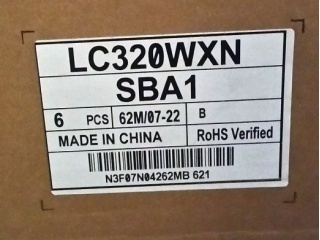 LC320WXN
SBA1
6 PCS 62M/07-22 B
MADE IN CHINA RoHS Verified
N3F07N04262MB 621